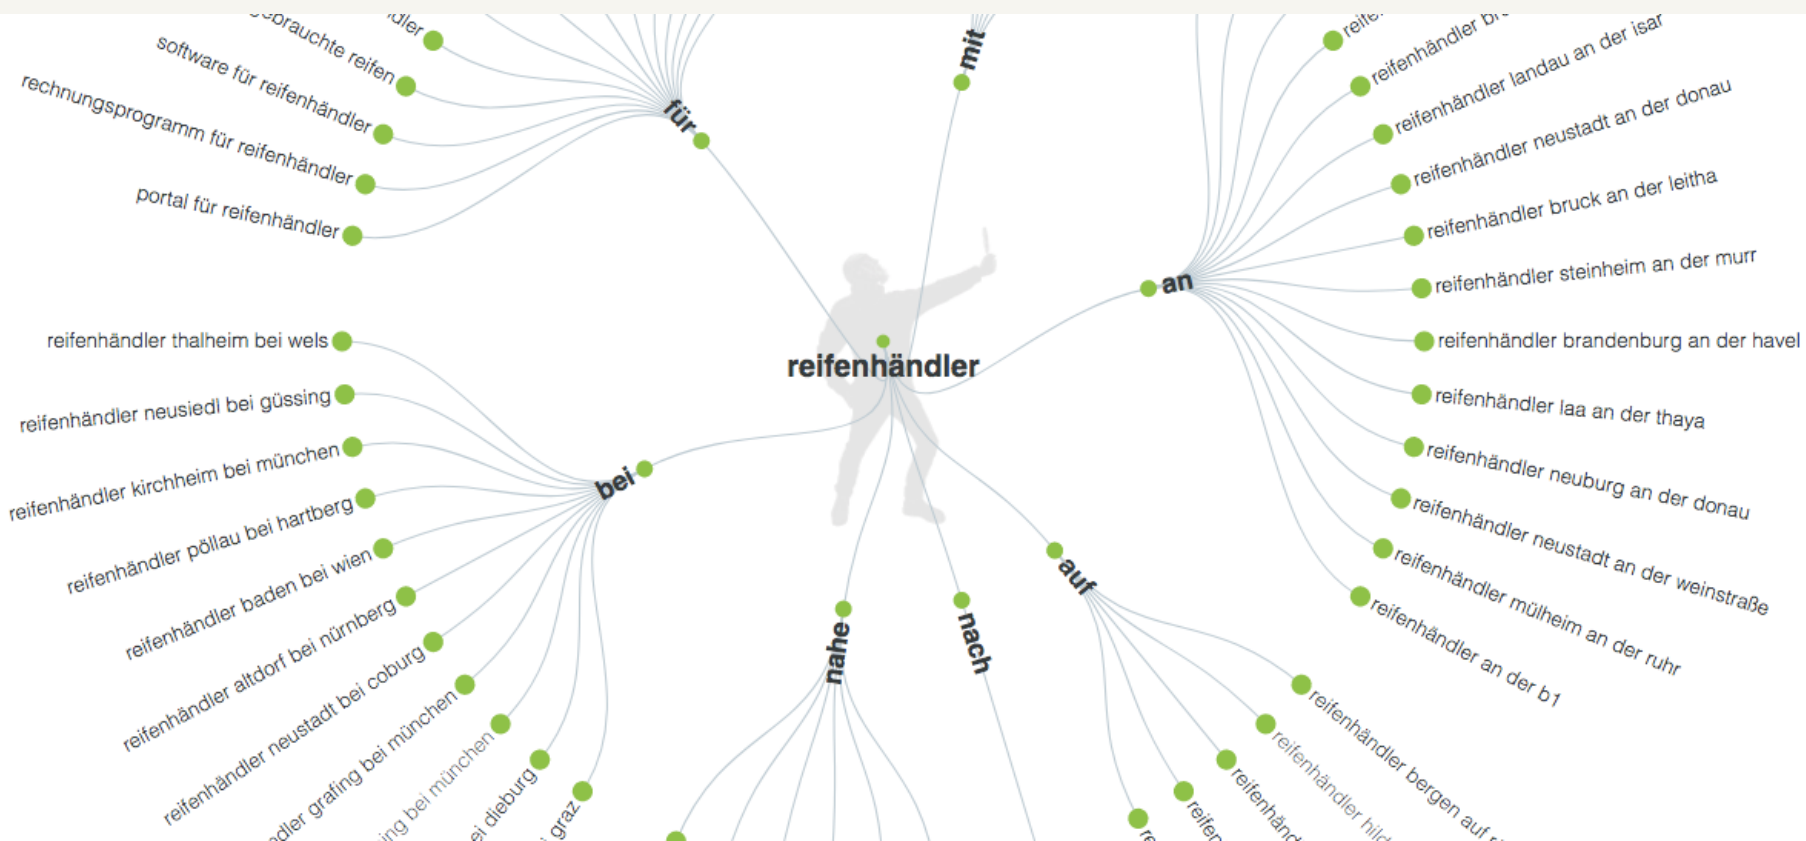 reifenhändler
für
gebrauchte reifen
software für reifenhändler
rechnungsprogramm für reifenhändler
portal für reifenhändler
mit
an
reifenhändler
reifenhändler landau an der isar
reifenhändler neustadt an der donau
reifenhändler bruck an der leitha
reifenhändler steinheim an der murr
reifenhändler brandenburg an der havel
reifenhändler laa an der thaya
reifenhändler neuburg an der donau
reifenhändler neustadt an der weinstraße
reifenhändler mülheim an der ruhr
reifenhändler an der b1
bei
reifenhändler thalheim bei wels
reifenhändler neusiedl bei güssing
reifenhändler kirchheim bei münchen
reifenhändler pöllau bei hartberg
reifenhändler baden bei wien
reifenhändler altdorf bei nürnberg
reifenhändler neustadt bei coburg
grafing bei münchen
bei münchen
dieburg
graz
nahe
nach
auf
reifenhändler bergen auf
reifenhändler